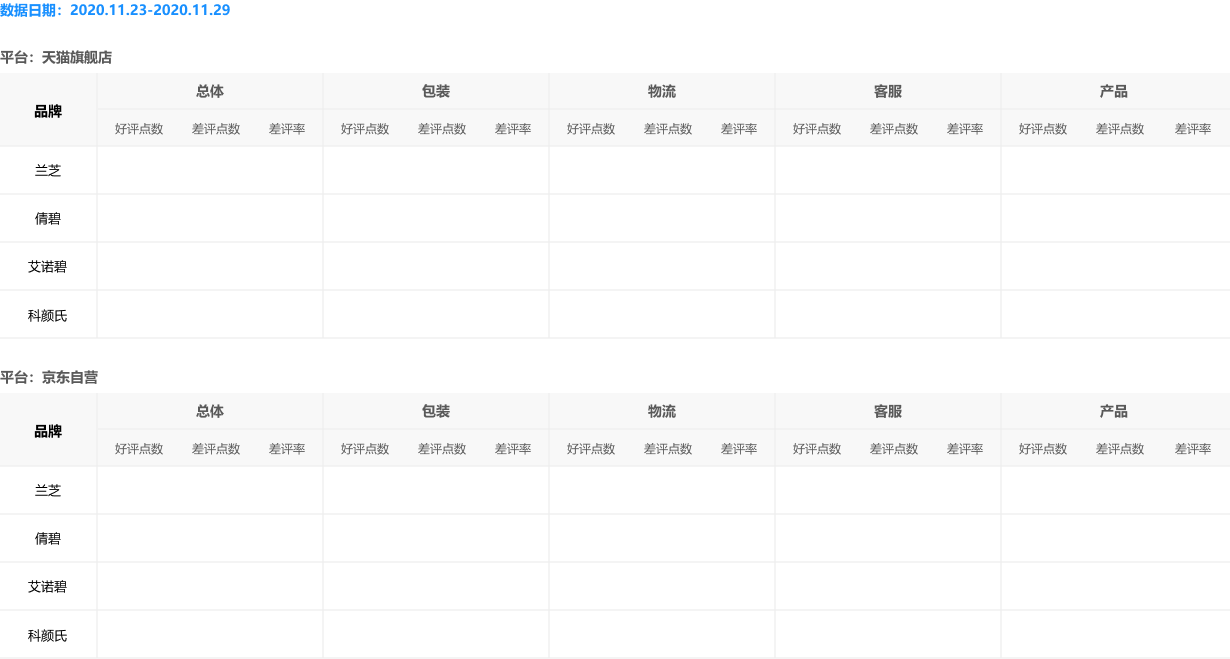 数据日期：2020.11.23-2020.11.29
平台：天猫旗舰店
品牌 总体 包装 物流 客服 产品
好评点数 差评点数 差评率 好评点数 差评点数 差评率 好评点数 差评点数 差评率 好评点数 差评点数 差评率 好评点数 差评点数 差评率
兰芝
倩碧
艾诺碧
科颜氏
平台：京东自营
品牌 总体 包装 物流 客服 产品
好评点数 差评点数 差评率 好评点数 差评点数 差评率 好评点数 差评点数 差评率 好评点数 差评点数 差评率 好评点数 差评点数 差评率
兰芝
倩碧
艾诺碧
科颜氏